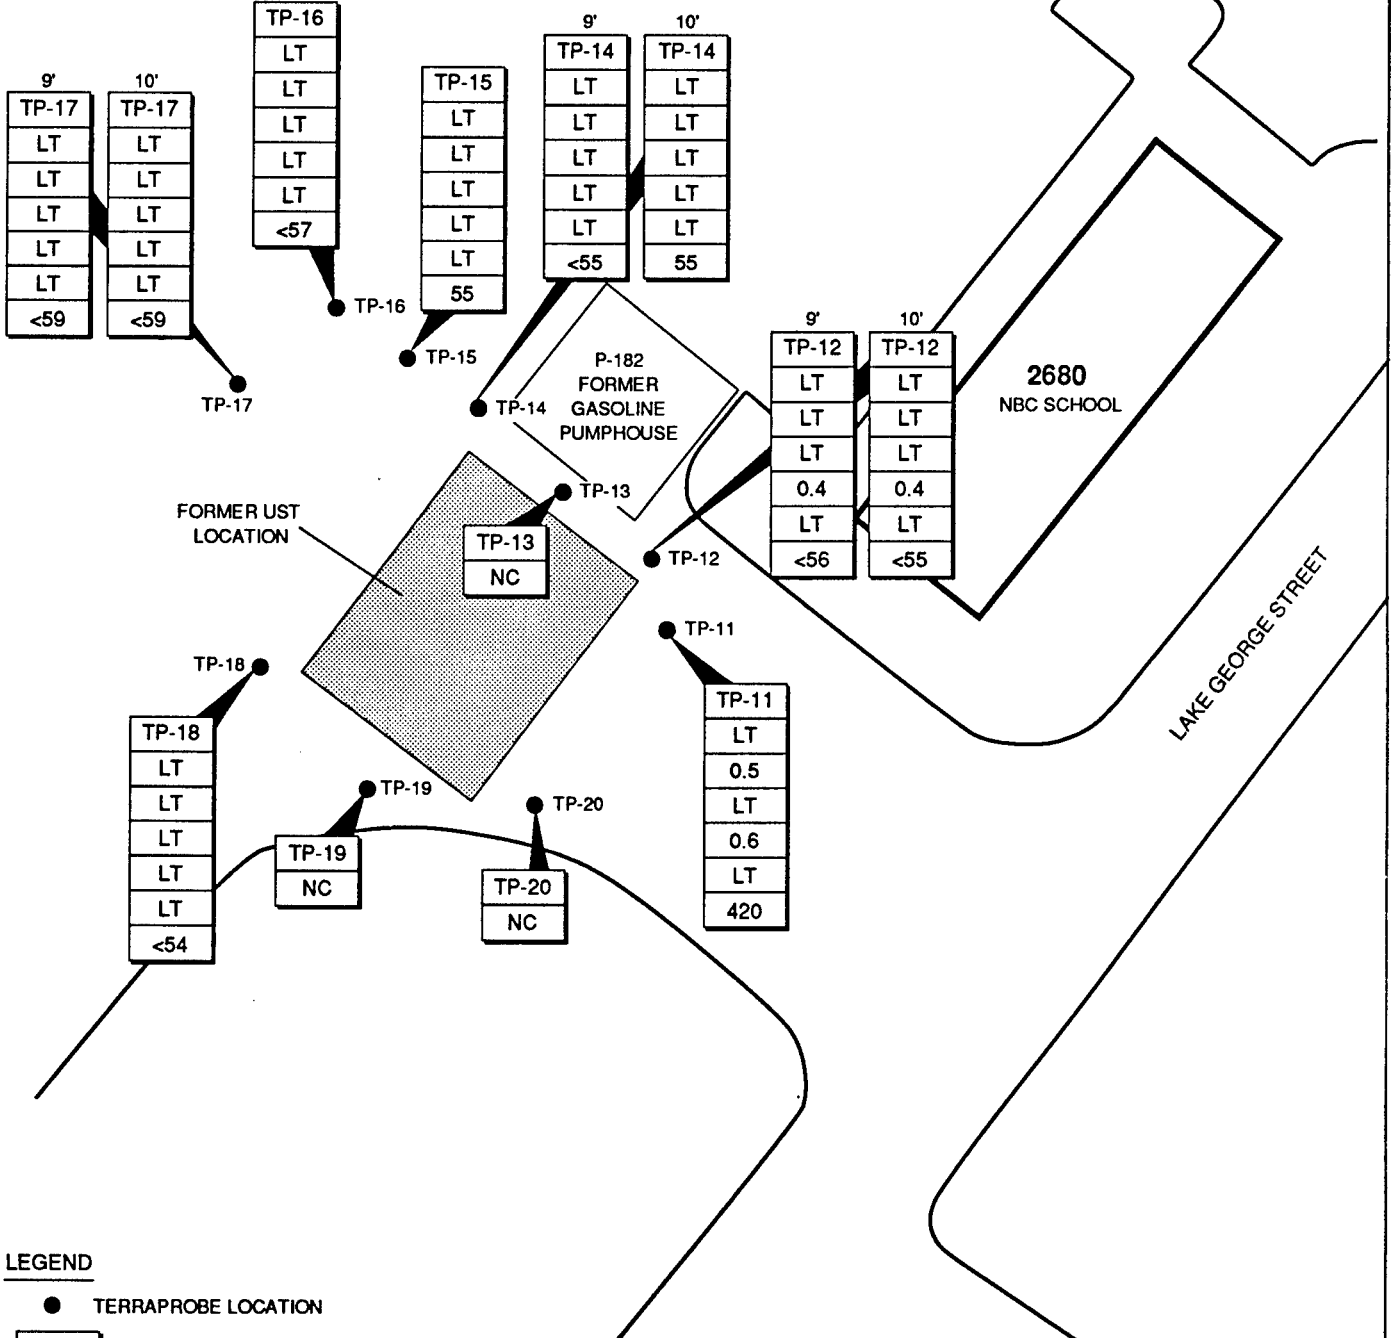 TP-16
LT
LT
LT
LT
LT
<57
9'
TP-17
LT
LT
LT
LT
LT
<59
10'
TP-17
LT
LT
LT
LT
LT
<59
TP-15
LT
LT
LT
LT
LT
55
9'
TP-14
LT
LT
LT
LT
LT
<55
10'
TP-14
LT
LT
LT
LT
LT
55
TP-16
TP-15
TP-17
TP-14
P-182
FORMER
GASOLINE
PUMPHOUSE
9'
TP-12
LT
LT
LT
0.4
LT
<56
10'
TP-12
LT
LT
LT
0.4
LT
<55
2680
NBC SCHOOL
FORMER UST
LOCATION
TP-13
TP-13
NC
TP-12
TP-11
LAKE GEORGE STREET
TP-18
TP-18
LT
LT
LT
LT
LT
<54
TP-11
LT
0.5
LT
0.6
LT
420
TP-19
TP-19
NC
TP-20
TP-20
NC
LEGEND
TERRAPROBE LOCATION